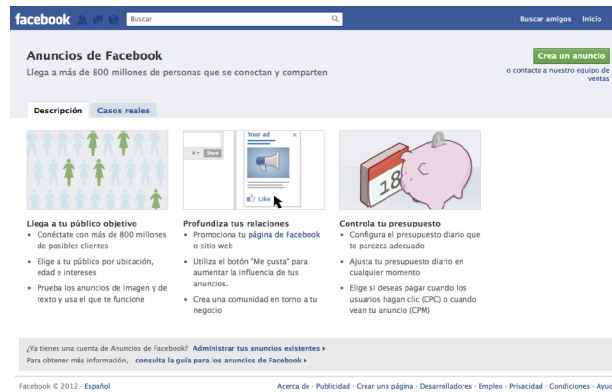 facebook
Buscar
Buscar amigos Inicio
Anuncios de Facebook
Llega a más de 800 millones de personas que se conectan y comparten
Crea un anuncio
o contacta a nuestro equipo de
ventas
Descripción Casos reales
Your ad
Share
Like
18
Llega a tu público objetivo
Conéctate con más de 800 millones
de posibles clientes
Elige a tu público por ubicación,
edad e intereses
Prueba los anuncios de imagen y de
texto y usa el que te funcione
Profundiza tus relaciones
Promociona tu página de Facebook
o sitio web
Utiliza el botón "Me gusta" para
aumentar la influencia de tus
anuncios.
Crea una comunidad en torno a tu
negocio
Controla tu presupuesto
Configura el presupuesto diario que
te parezca adecuado
Ajusta tu presupuesto diario en
cualquier momento
Elige si deseas pagar cuando los
usuarios hagan clic (CPC) o cuando
vean tu anuncio (CPM)
¿Ya tienes una cuenta de Anuncios de Facebook? Administrar tus anuncios existentes
Para obtener más información, consulta la guía para los anuncios de Facebook
Facebook © 2012 · Español
Acerca de · Publicidad · Crear una página · Desarrolladores · Empleo · Privacidad · Condiciones · Ayud